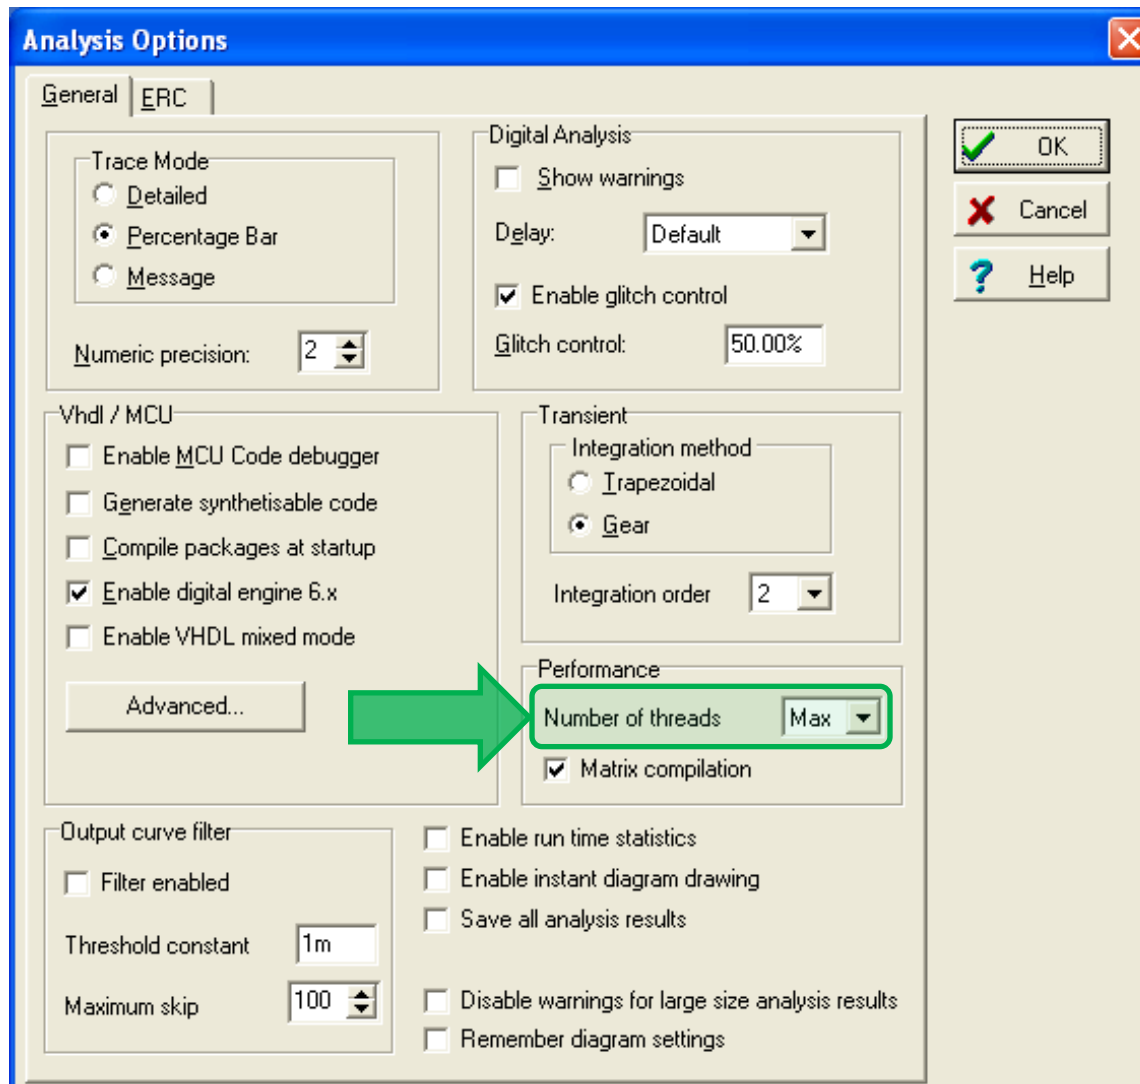 Analysis Options
General
ERC
Trace Mode
Detailed
Percentage Bar
Message
Numeric precision: 2
Digital Analysis
Show warnings
Delay: Default
Enable glitch control
Glitch control: 50.00%
OK
Cancel
? Help
Vhdl / MCU
Enable MCU Code debugger
Generate synthetisable code
Compile packages at startup
Enable digital engine 6.x
Enable VHDL mixed mode
Advanced...
Transient
Integration method
Trapezoidal
Gear
Integration order 2
Performance
Number of threads Max
Matrix compilation
Output curve filter
Filter enabled
Threshold constant 1m
Maximum skip 100
Enable run time statistics
Enable instant diagram drawing
Save all analysis results
Disable warnings for large size analysis results
Remember diagram settings